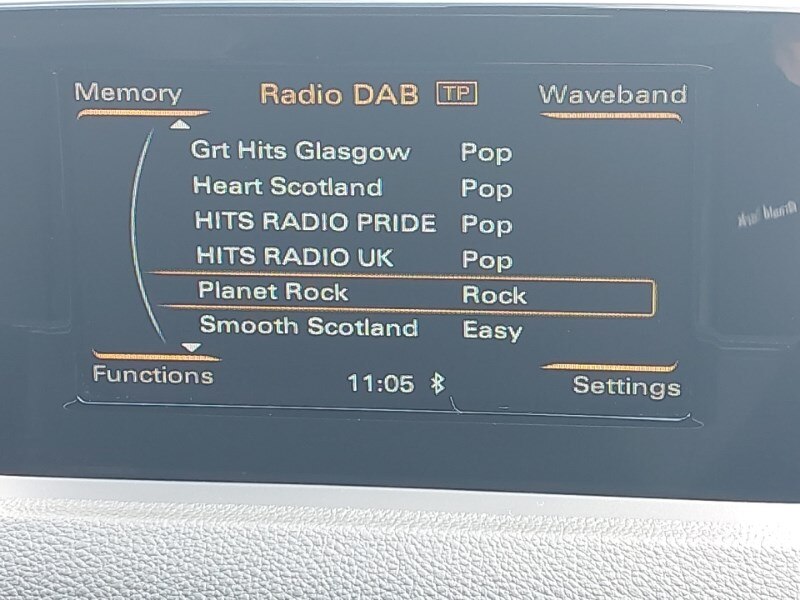 Memory Radio DAB TP Waveband
Grt Hits Glasgow Pop
Heart Scotland Pop
HITS RADIO PRIDE Pop
HITS RADIO UK Pop
Planet Rock Rock
Smooth Scotland Easy
Functions 11:05 Settings